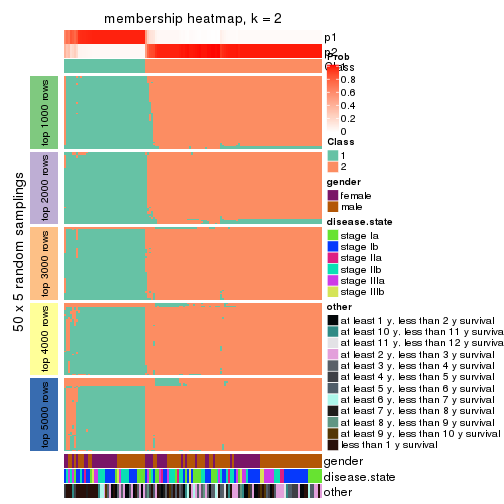 membership heatmap, k = 2
p1
p2
Prob
Class
0.8
0.6
0.4
0.2
0
Class
1
2
gender
female
male
disease.state
stage Ia
stage Ib
stage IIa
stage IIb
stage IIIa
stage IIIb
other
at least 1 y. less than 2 y survival
at least 10 y. less than 11 y surviva
at least 11 y. less than 12 y surviva
at least 2 y. less than 3 y survival
at least 3 y. less than 4 y survival
at least 4 y. less than 5 y survival
at least 5 y. less than 6 y survival
at least 6 y. less than 7 y survival
at least 7 y. less than 8 y survival
at least 8 y. less than 9 y survival
at least 9 y. less than 10 y survival
less than 1 y survival
50 x 5 random samplings
top 1000 rows
top 2000 rows
top 3000 rows
top 4000 rows
top 5000 rows
gender
disease.state
other